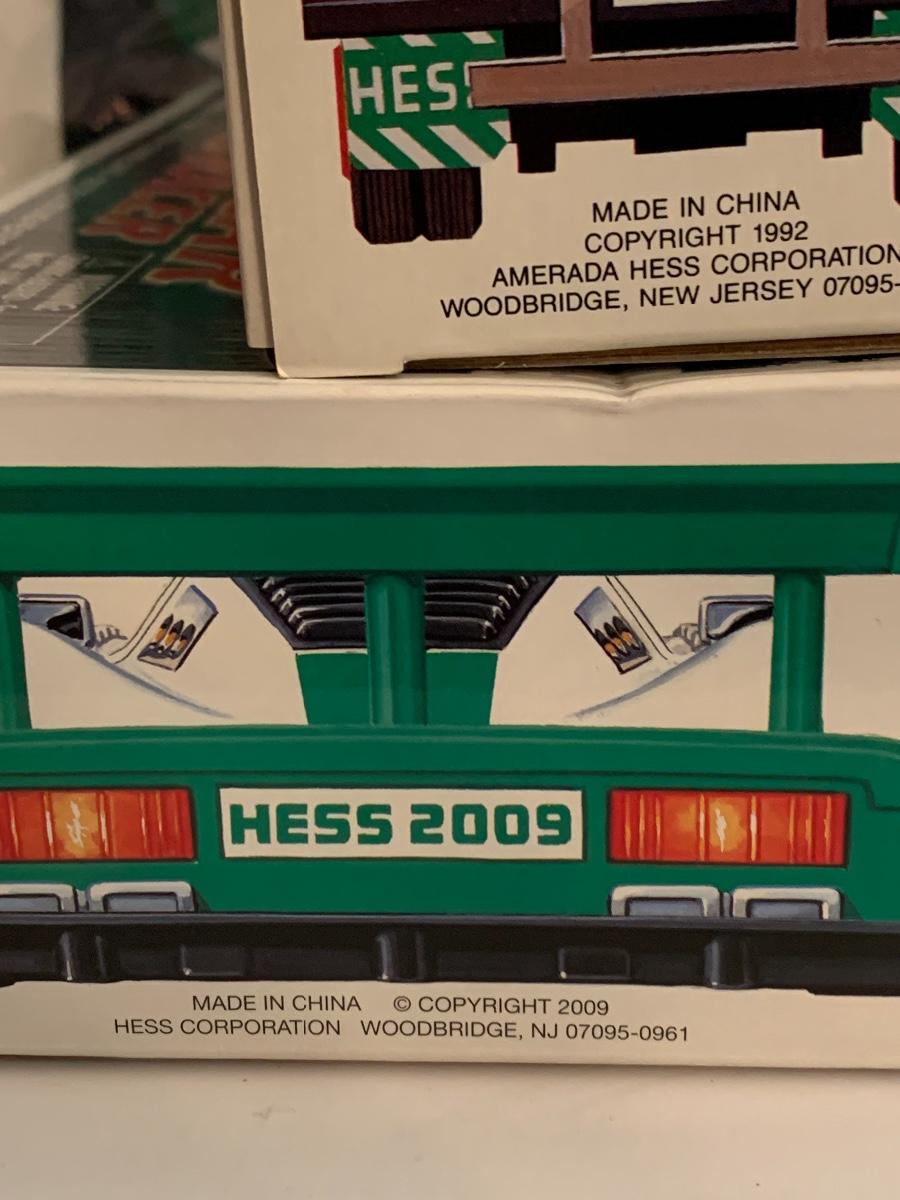 HES
MADE IN CHINA
COPYRIGHT 1992
AMERADA HESS CORPORATION
WOODBRIDGE, NEW JERSEY 07095-
HESS 2009
MADE IN CHINA © COPYRIGHT 2009
HESS CORPORATION WOODBRIDGE, NJ 07095-0961